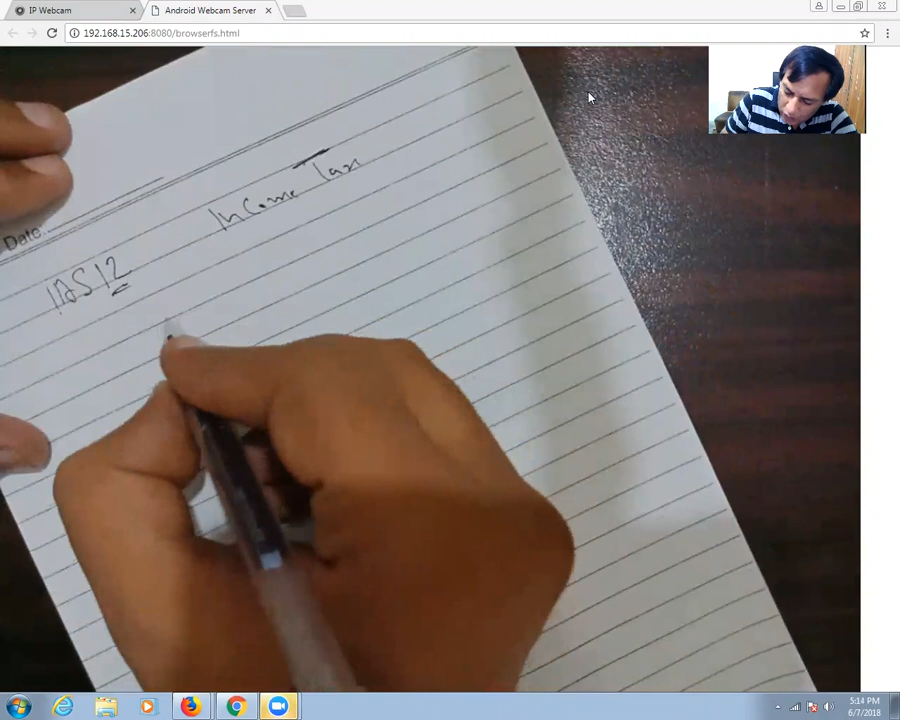 IP Webcam
Android Webcam Server
192.168.15.206:8080/browserfs.html
Income Tax
Date
IAS 12
5:14 PM
6/7/2018